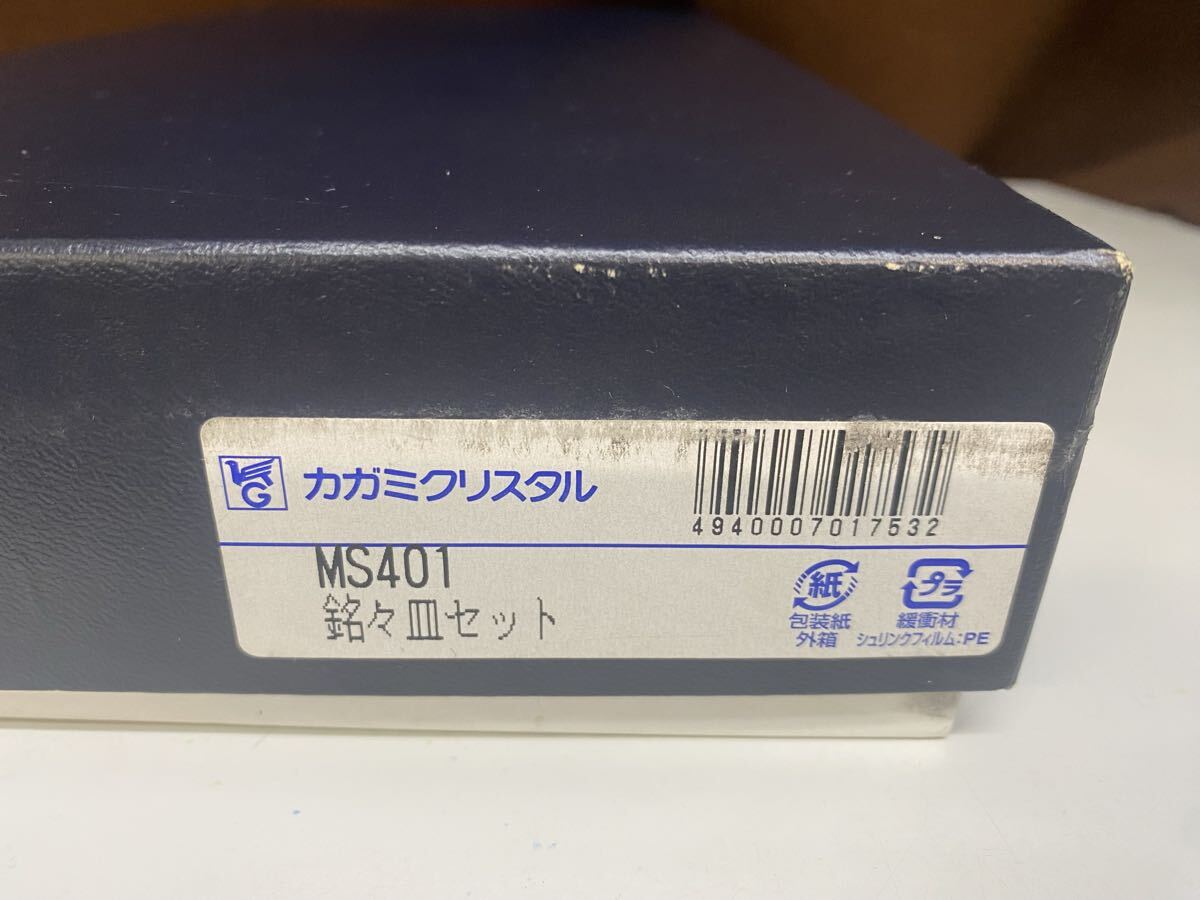 カガミクリスタル
4940007017532
MS401
銘々皿セット
紙
包装紙
外箱
プラ
緩衝材
シュリンクフィルム:PE